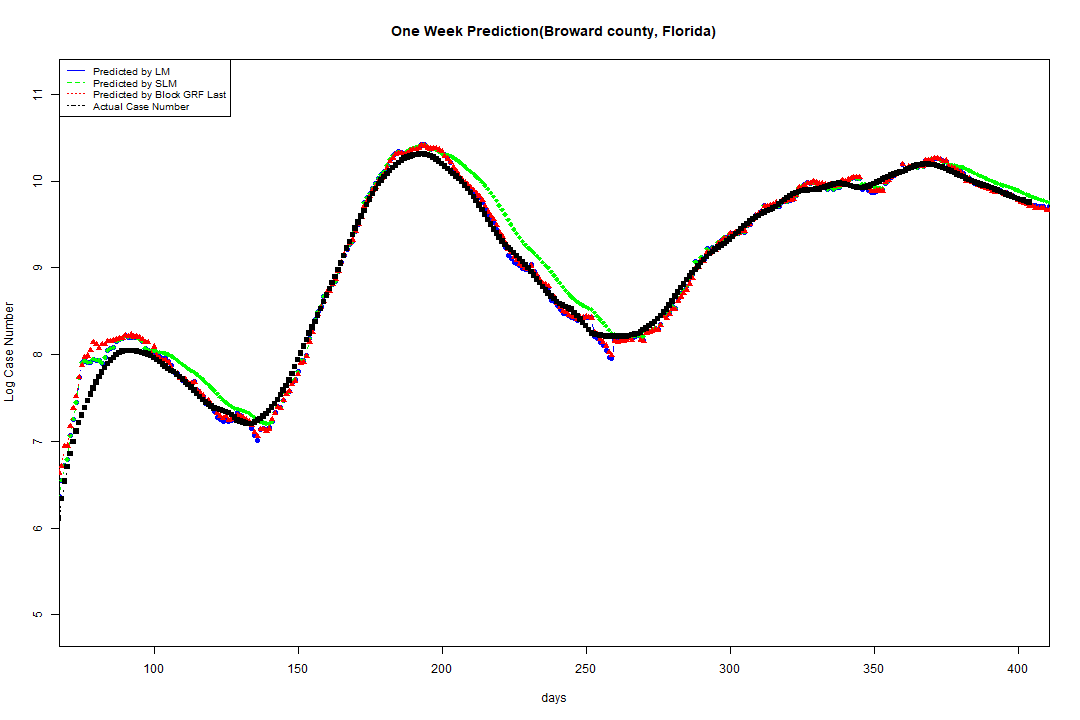 One Week Prediction(Broward county, Florida)
Predicted by LM
Predicted by SLM
Predicted by Block GRF Last
Actual Case Number
11
10
9
8
7
6
5
Log Case Number
100 150 200 250 300 350 400
days